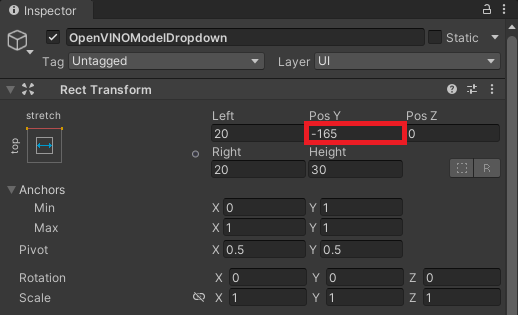 Inspector
OpenVINOModelDropdown Static
Tag Untagged Layer UI
Rect Transform
stretch Left Pos Y Pos Z
top 20 -165 0
Right Height
20 30 R
Anchors
Min X 0 Y 1
Max X 1 Y 1
Pivot X 0.5 Y 0.5
Rotation X 0 Y 0 Z 0
Scale X 1 Y 1 Z 1